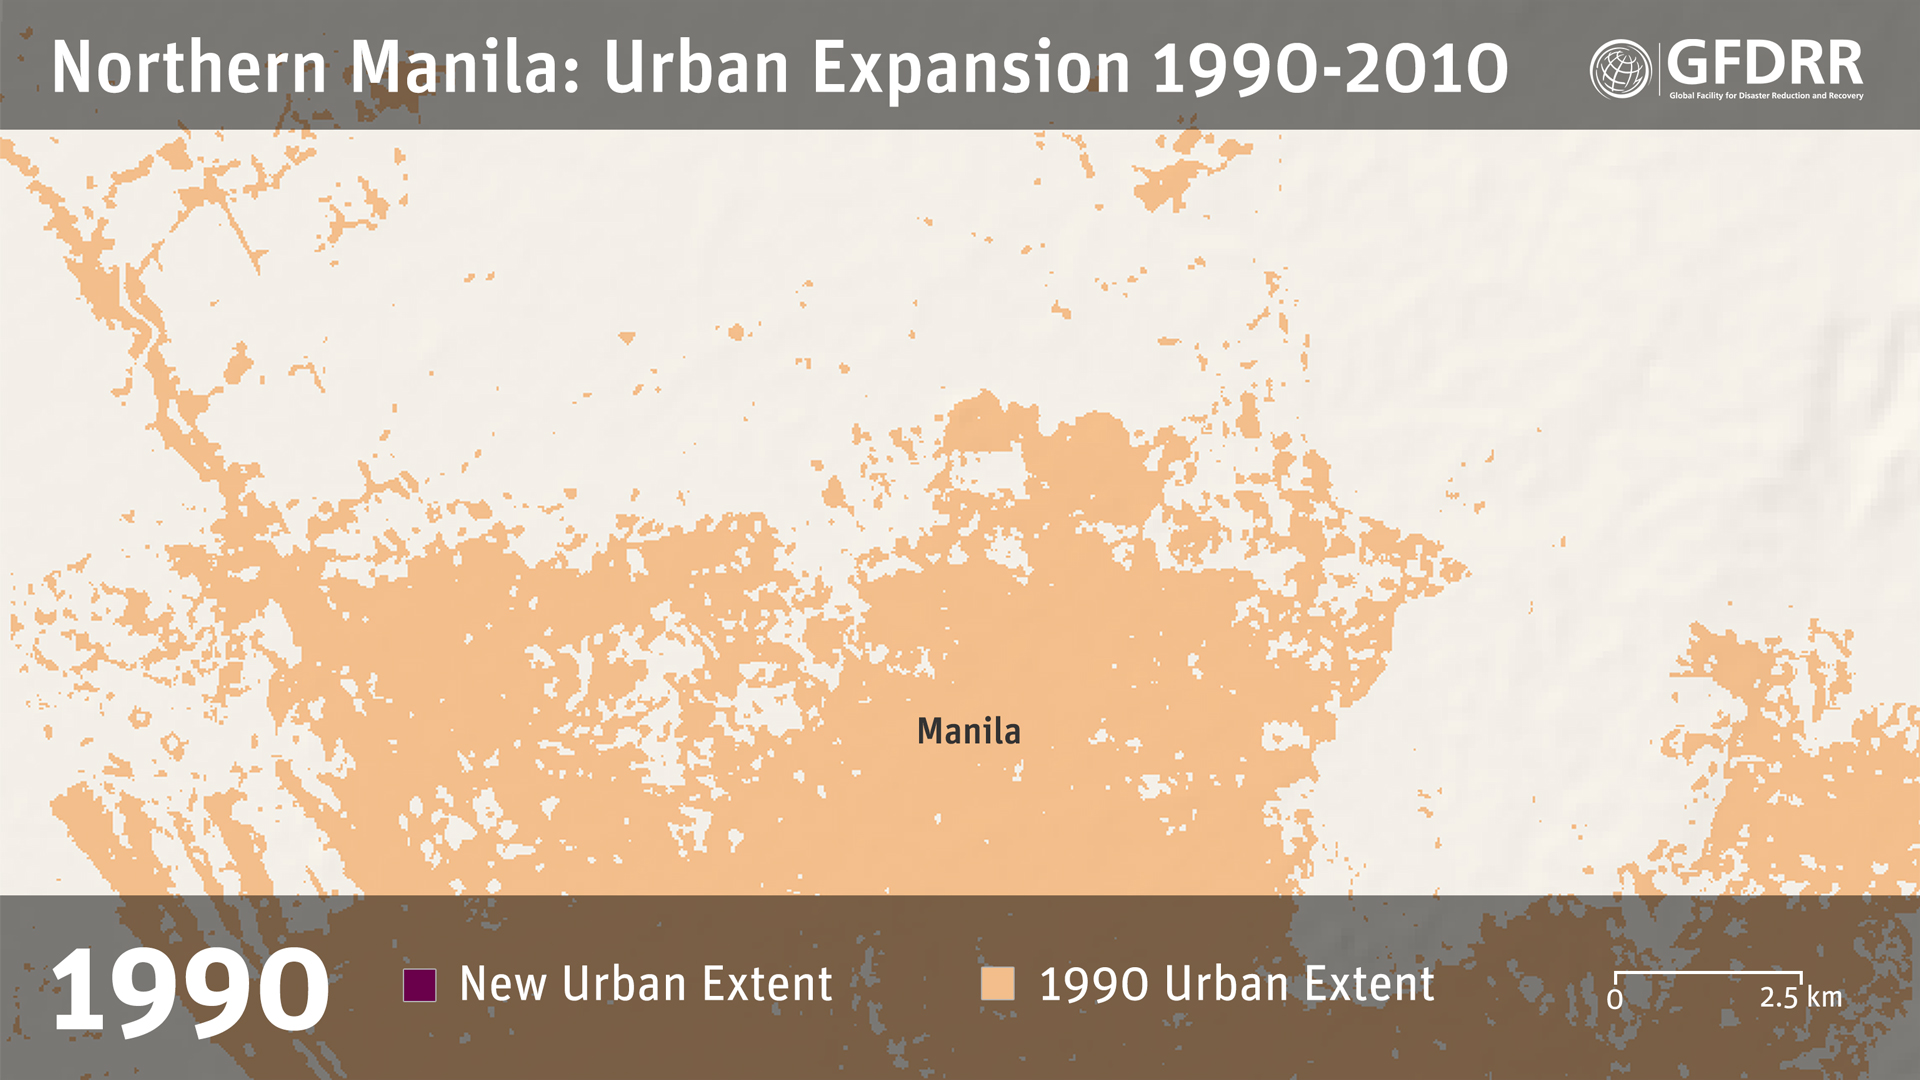 Northern Manila: Urban Expansion 1990-2010
GFDRR
Global Facility for Disaster Reduction and Recovery
Manila
1990
New Urban Extent
1990 Urban Extent
0 2.5 km